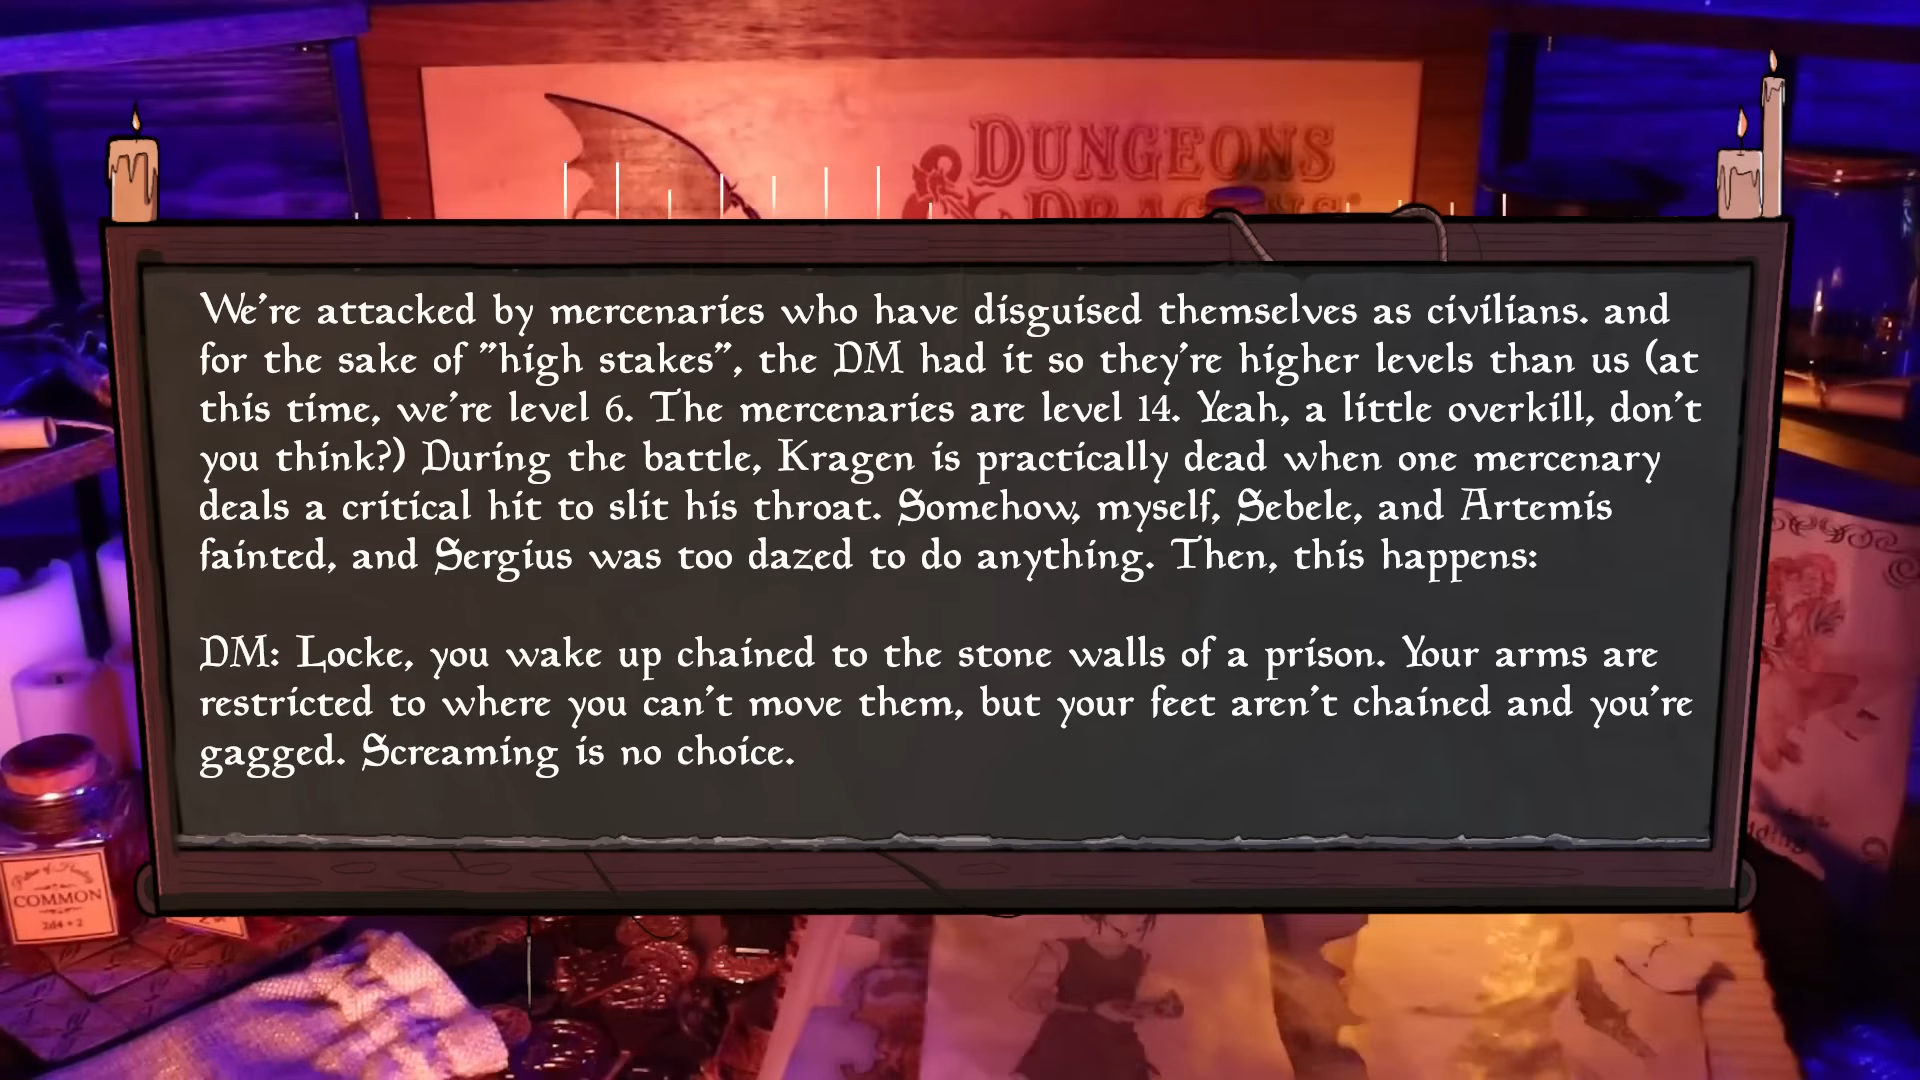 DUNGEONS
DRAGONS
We're attacked by mercenaries who have disguised themselves as civilians. and
for the sake of "high stakes", the DM had it so they're higher levels than us (at
this time, we're level 6. The mercenaries are level 14. Yeah, a little overkill, don't
you think?) During the battle, Kragen is practically dead when one mercenary
deals a critical hit to slit his throat. Somehow, myself, Sebele, and Artemis
fainted, and Sergius was too dazed to do anything. Then, this happens:
DM: Locke, you wake up chained to the stone walls of a prison. Your arms are
restricted to where you can't move them, but your feet aren't chained and you're
gagged. Screaming is no choice.
COMMON
2d4 + 2